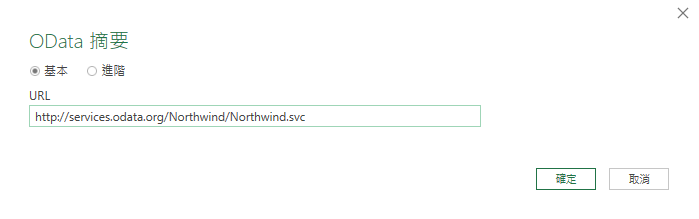 OData 摘要
基本 進階
URL
http://services.odata.org/Northwind/Northwind.svc
確定 取消